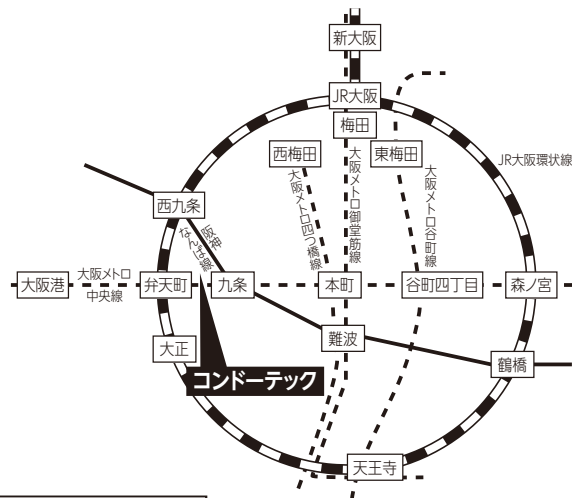 新大阪
JR大阪
梅田
西梅田
東梅田
JR大阪環状線
大阪メトロ四つ橋線
大阪メトロ御堂筋線
大阪メトロ谷町線
西九条
阪神
なんば線
大阪メトロ
中央線
大阪港
弁天町
九条
本町
谷町四丁目
森ノ宮
大正
難波
鶴橋
コンドーテック
天王寺